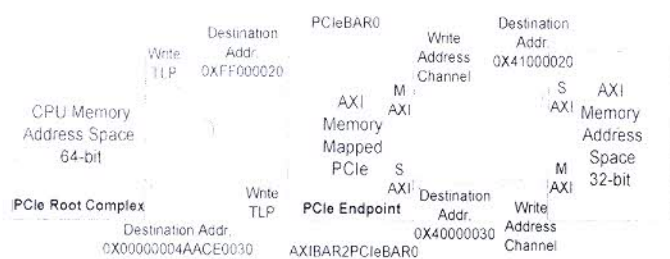 PCIeBAR0
Destination
Addr.
0XFF000020
Write
TLP
Write
Address
Channel
Destination
Addr.
0X41000020
CPU Memory
Address Space
64-bit
M
AXI
AXI
Memory
Mapped
PCIe
S
AXI
S
AXI
AXI
Memory
Address
Space
32-bit
M
AXI
PCIe Root Complex
Write
TLP
PCIe Endpoint
Destination
Addr.
0X40000030
Write
Address
Channel
Destination Addr.
0X00000004AACE0030
AXIBAR2PCIeBAR0